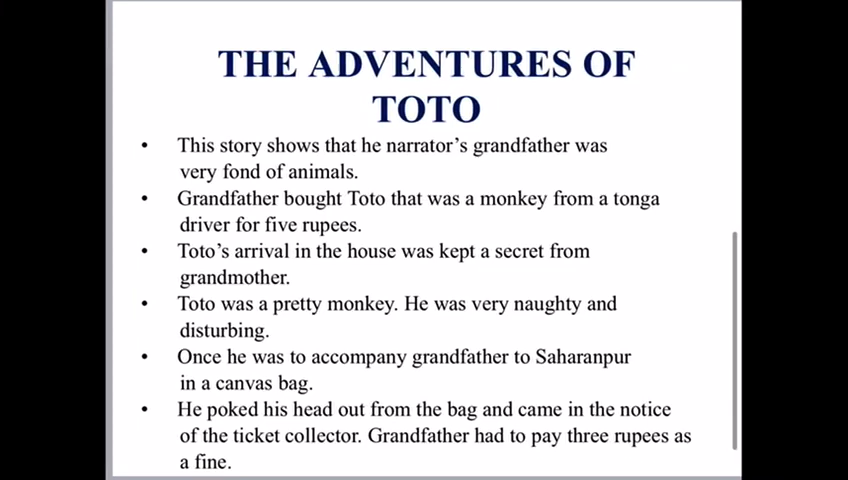 THE ADVENTURES OF
TOTO
• This story shows that he narrator's grandfather was
very fond of animals.
• Grandfather bought Toto that was a monkey from a tonga
driver for five rupees.
• Toto's arrival in the house was kept a secret from
grandmother.
• Toto was a pretty monkey. He was very naughty and
disturbing.
• Once he was to accompany grandfather to Saharanpur
in a canvas bag.
• He poked his head out from the bag and came in the notice
of the ticket collector. Grandfather had to pay three rupees as
a fine.